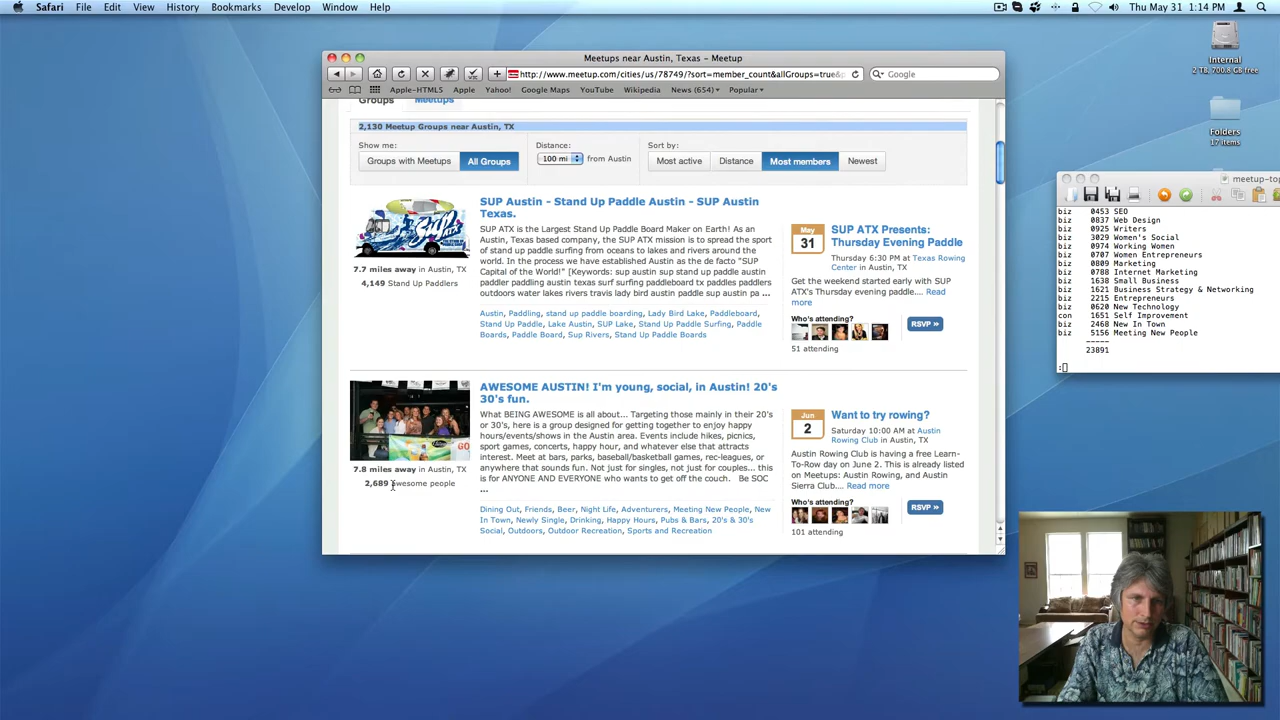 Safari File Edit View History Bookmarks Develop Window Help
Thu May 31 1:14 PM
Internal
2 TB, 700.8 GB free
Folders
17 items
Meetups near Austin, Texas – Meetup
http://www.meetup.com/cities/us/78749/?sort=member_count&allGroups=true&
Google
Apple-HTML5 Apple Yahoo! Google Maps YouTube Wikipedia News (654) Popular
Groups Meetups
2,130 Meetup Groups near Austin, TX
Show me:
Groups with Meetups All Groups
Distance:
100 mi from Austin
Sort by:
Most active Distance Most members Newest
SUP Austin - Stand Up Paddle Austin - SUP Austin
Texas.
SUP ATX is the Largest Stand Up Paddle Board Maker on Earth! As an
Austin, Texas based company, the SUP ATX mission is to spread the sport
of stand up paddle surfing from oceans to lakes and rivers around the
world. In the process we have established Austin as the de facto "SUP
Capital of the World!" [Keywords: sup austin sup stand up paddle austin
paddler paddling austin texas surf surfing paddleboard tx paddles paddlers
outdoors water lakes rivers travis lady bird austin paddle sup austin pa ...
7.7 miles away in Austin, TX
4,149 Stand Up Paddlers
Austin, Paddling, stand up paddle boarding, Lady Bird Lake, Paddleboard,
Stand Up Paddle, Lake Austin, SUP Lake, Stand Up Paddle Surfing, Paddle
Boards, Paddle Board, Sup Rivers, Stand Up Paddle Boards
May
31
SUP ATX Presents:
Thursday Evening Paddle
Thursday 6:30 PM at Texas Rowing
Center in Austin, TX
Get the weekend started early with SUP
ATX's Thursday evening paddle.... Read
more
Who's attending?
RSVP »
51 attending
AWESOME AUSTIN! I'm young, social, in Austin! 20's
30's fun.
What BEING AWESOME is all about... Targeting those mainly in their 20's
or 30's, here is a group designed for getting together to enjoy happy
hours/events/shows in the Austin area. Events include hikes, picnics,
sport games, concerts, happy hour, and whatever else that attracts
interest. Meet at bars, parks, baseball/basketball games, rec-leagues, or
anywhere that sounds fun. Not just for singles, not just for couples... this
is for ANYONE AND EVERYONE who wants to get off the couch. Be SOC
...
7.8 miles away in Austin, TX
2,689 awesome people
Dining Out, Friends, Beer, Night Life, Adventurers, Meeting New People, New
In Town, Newly Single, Drinking, Happy Hours, Pubs & Bars, 20's & 30's
Social, Outdoors, Outdoor Recreation, Sports and Recreation
Jun
2
Want to try rowing?
Saturday 10:00 AM at Austin
Rowing Club in Austin, TX
Austin Rowing Club is having a free Learn-
To-Row day on June 2. This is already listed
on Meetups: Austin Rowing, and Austin
Sierra Club.... Read more
Who's attending?
RSVP »
101 attending
meetup-top
biz 0453 SEO
biz 0837 Web Design
biz 0925 Writers
biz 3029 Women's Social
biz 0974 Working Women
biz 0707 Women Entrepreneurs
biz 0809 Marketing
biz 0788 Internet Marketing
biz 1638 Small Business
biz 1621 Business Strategy & Networking
biz 2215 Entrepreneurs
biz 0620 New Technology
con 1651 Self Improvement
biz 2468 New In Town
biz 5156 Meeting New People
-----
23891
: